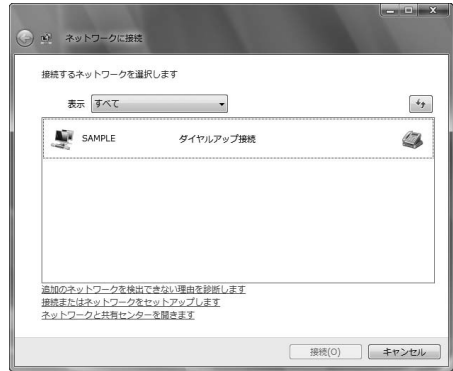 ネットワークに接続
接続するネットワークを選択します
表示 すべて
SAMPLE ダイヤルアップ接続
追加のネットワークを検出できない理由を診断します
接続またはネットワークをセットアップします
ネットワークと共有センターを開きます
接続(O) キャンセル